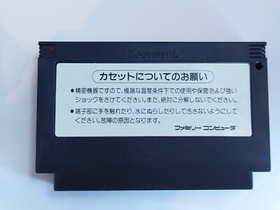 カセットについてのお願い
●精密機器ですので、極端な温度条件下での使用や保管および強い
ショックをさけてください。また、絶対に分解しないでください。
●端子部に手を触れたり、水にぬらしたりして汚さないようにして
ください。故障の原因となります。
ファミリー コンピュータ